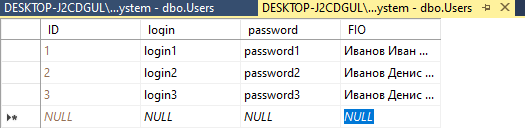 DESKTOP-J2CDGUL\...ystem - dbo.Users DESKTOP-J2CDGUL\...ystem - dbo.Users
ID login password FIO
1 login1 password1 Иванов Иван ...
2 login2 password2 Иванов Денис ...
3 login3 password3 Иванов Денис ...
NULL NULL NULL NULL